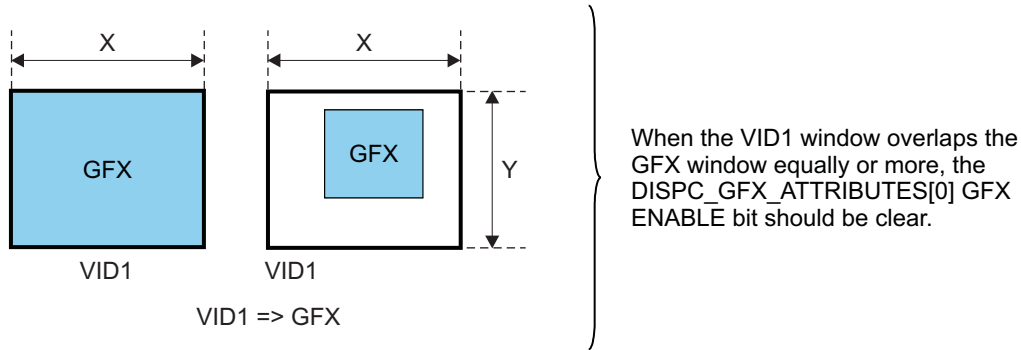 X
X
GFX
GFX
Y
VID1
VID1
VID1 => GFX
When the VID1 window overlaps the
GFX window equally or more, the
DISPC_GFX_ATTRIBUTES[0] GFX
ENABLE bit should be clear.